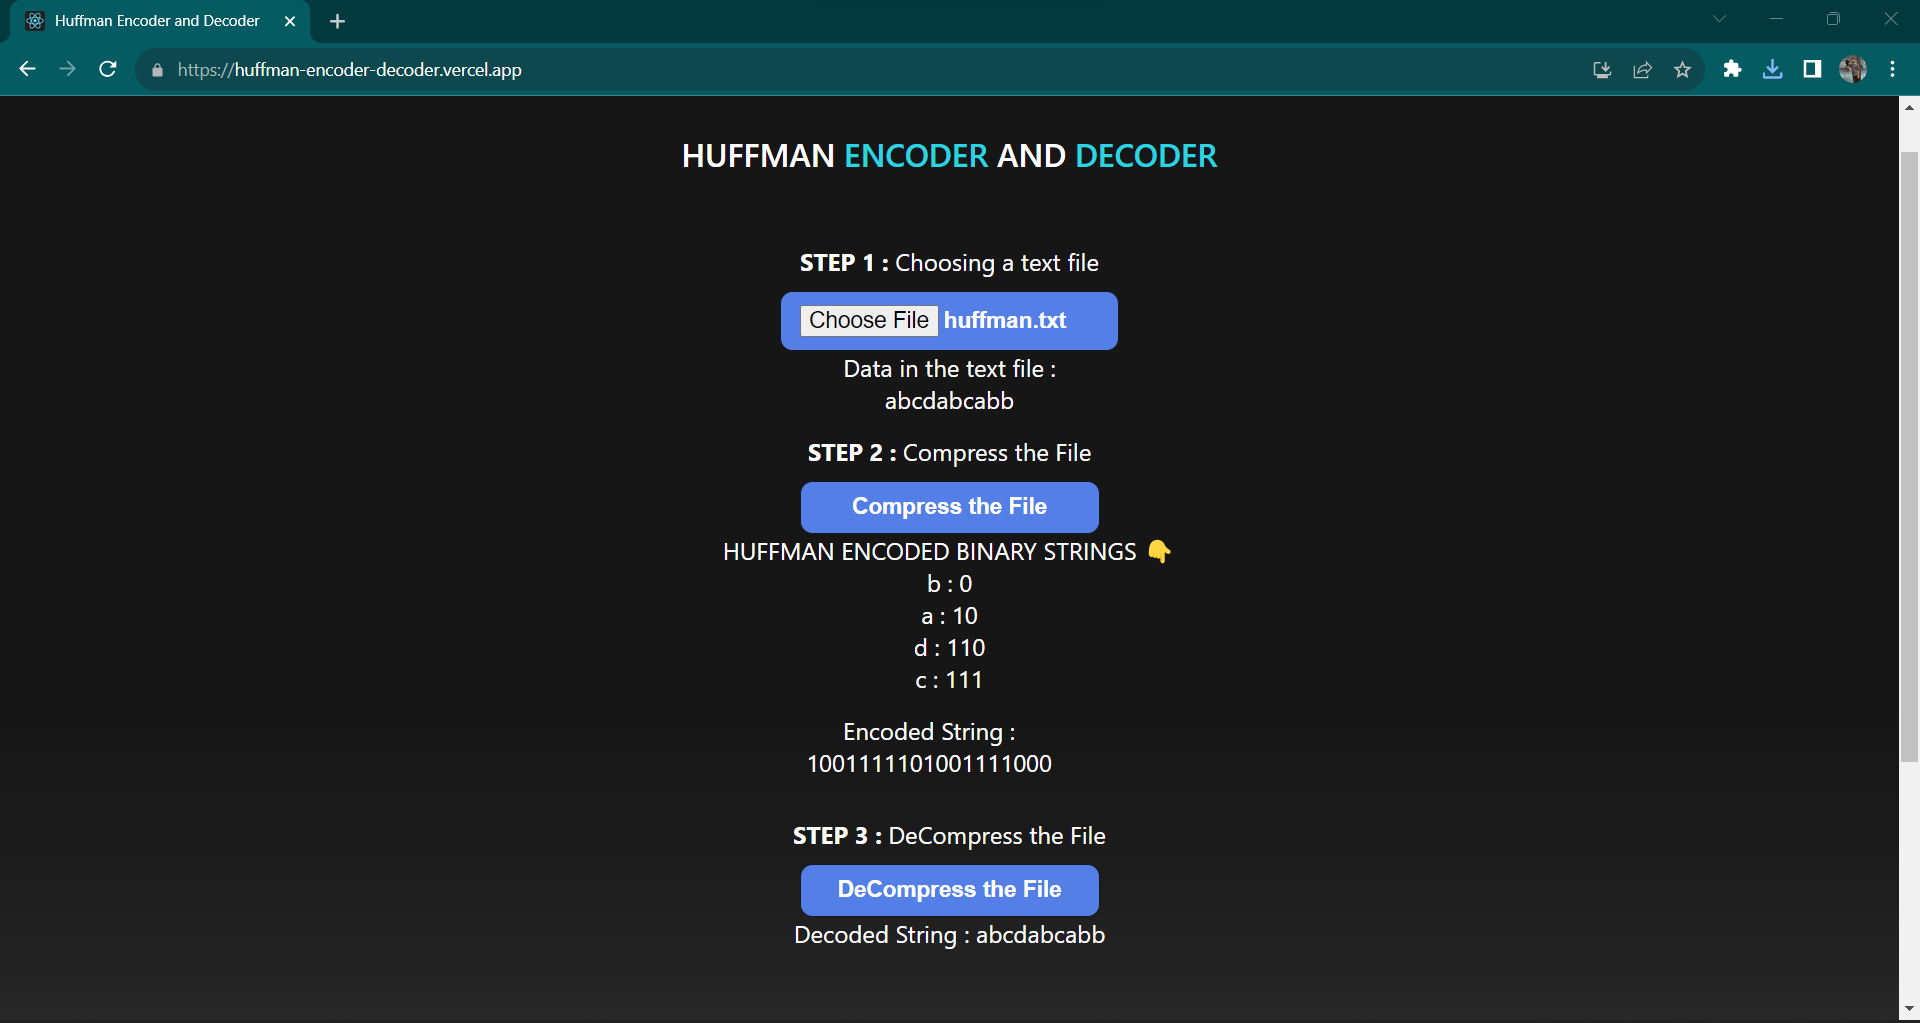 Huffman Encoder and Decoder
https://huffman-encoder-decoder.vercel.app
HUFFMAN ENCODER AND DECODER
STEP 1 : Choosing a text file
Choose File huffman.txt
Data in the text file :
abcdabcabb
STEP 2 : Compress the File
Compress the File
HUFFMAN ENCODED BINARY STRINGS 👇
b : 0
a : 10
d : 110
c : 111
Encoded String :
1001111101001111000
STEP 3 : DeCompress the File
DeCompress the File
Decoded String : abcdabcabb